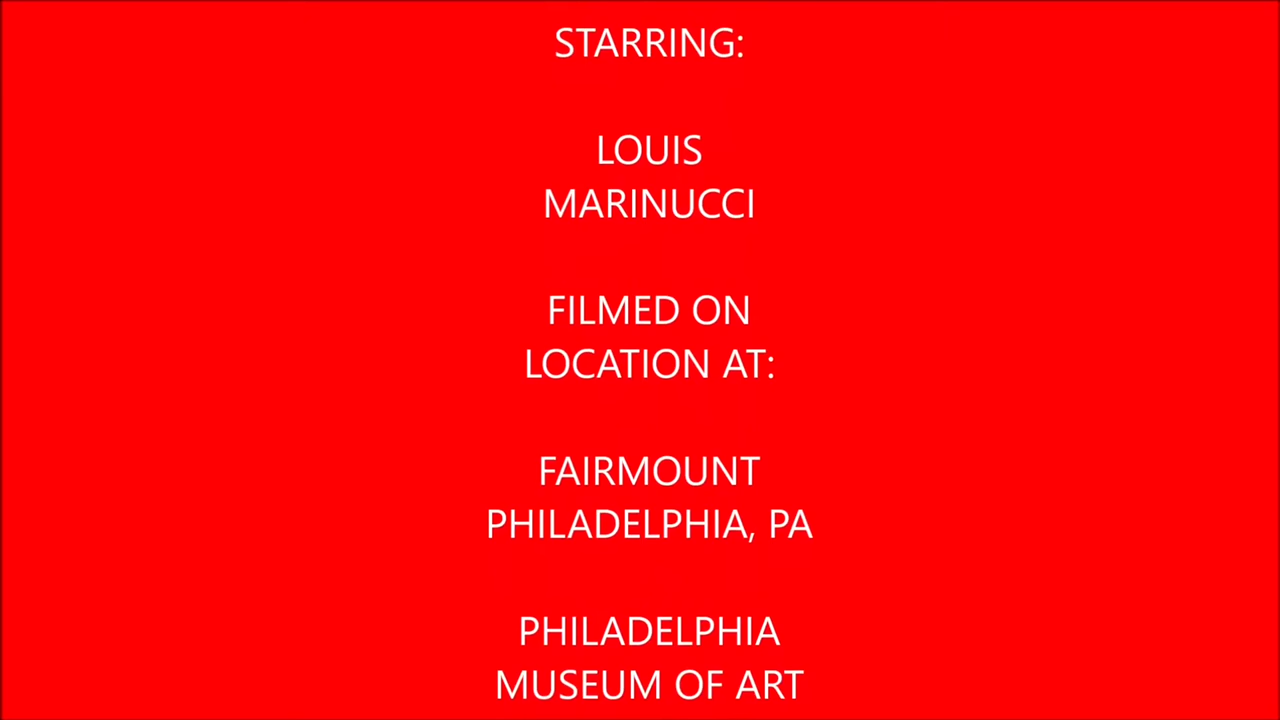 STARRING:
LOUIS
MARINUCCI
FILMED ON
LOCATION AT:
FAIRMOUNT
PHILADELPHIA, PA
PHILADELPHIA
MUSEUM OF ART